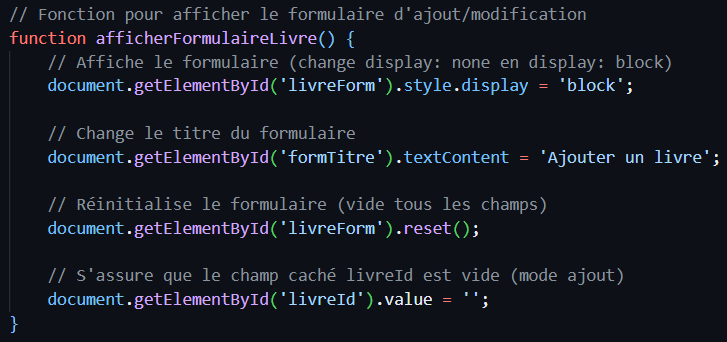 // Fonction pour afficher le formulaire d'ajout/modification
function afficherFormulaireLivre() {
// Affiche le formulaire (change display: none en display: block)
document.getElementById('livreForm').style.display = 'block';
// Change le titre du formulaire
document.getElementById('formTitre').textContent = 'Ajouter un livre';
// Réinitialise le formulaire (vide tous les champs)
document.getElementById('livreForm').reset();
// S'assure que le champ caché livreId est vide (mode ajout)
document.getElementById('livreId').value = '';
}